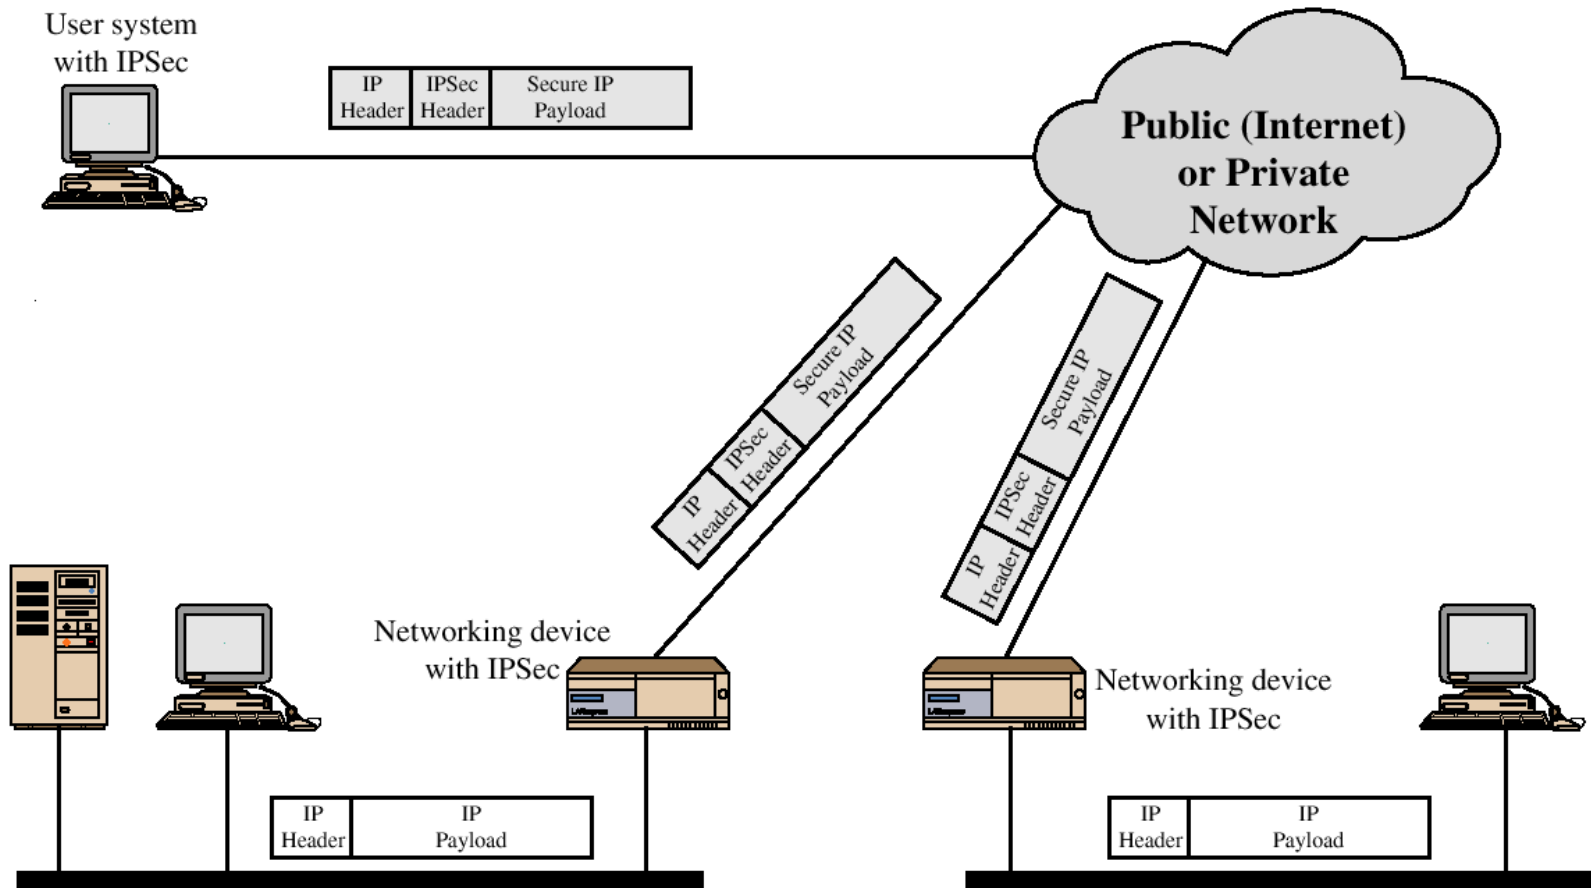 User system
with IPSec
IP
Header
IPSec
Header
Secure IP
Payload
Public (Internet)
or Private
Network
Secure IP
Payload
IPSec
Header
IP
Header
Secure IP
Payload
IPSec
Header
IP
Header
Networking device
with IPSec
Networking device
with IPSec
IP
Header
IP
Payload
IP
Header
IP
Payload